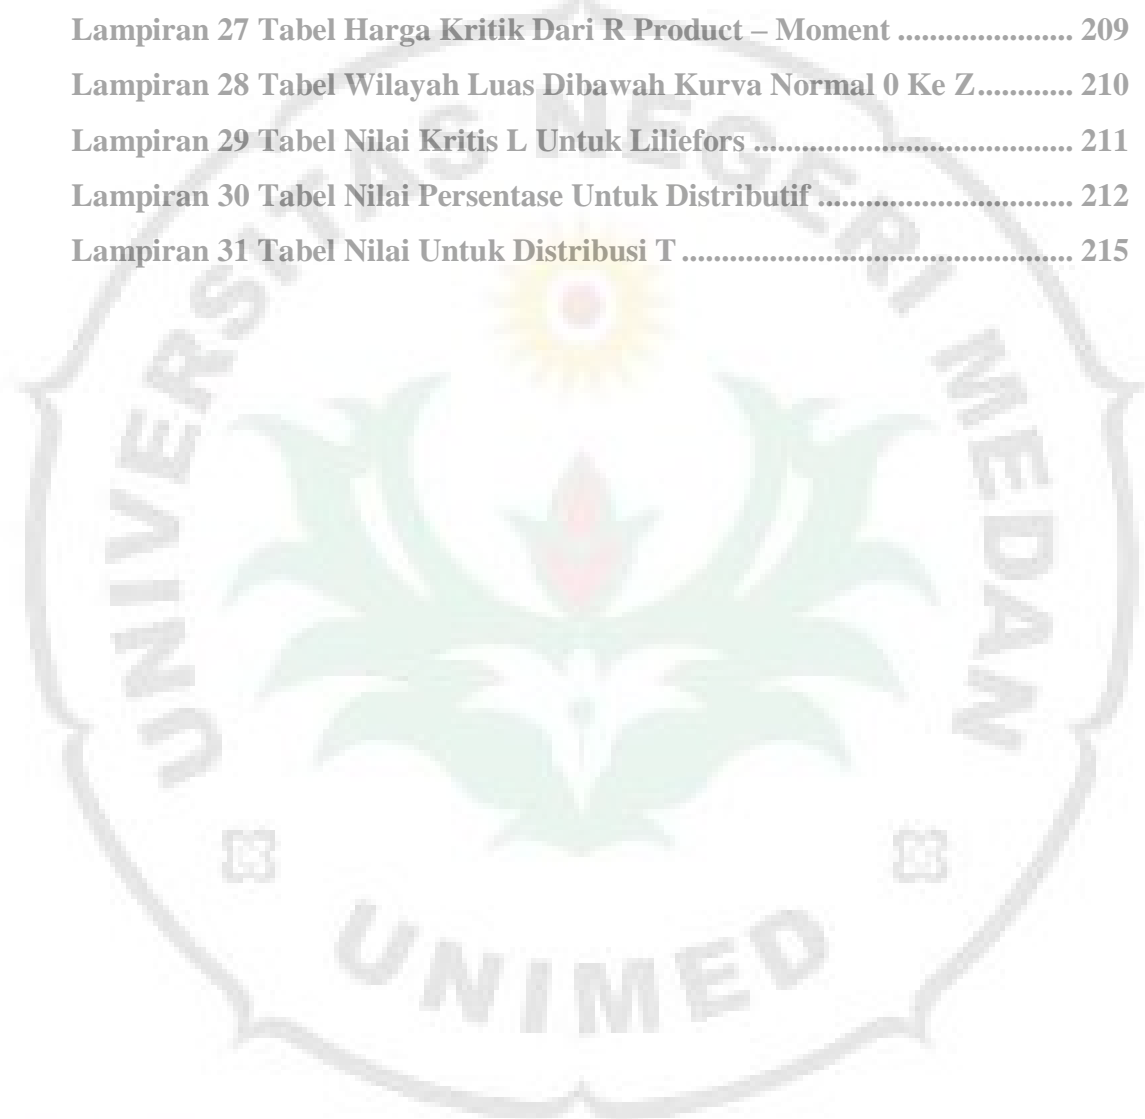 Lampiran 27 Tabel Harga Kritik Dari R Product – Moment ...................... 209
Lampiran 28 Tabel Wilayah Luas Dibawah Kurva Normal 0 Ke Z............ 210
Lampiran 29 Tabel Nilai Kritis L Untuk Liliefors ........................................ 211
Lampiran 30 Tabel Nilai Persentase Untuk Distributif ................................ 212
Lampiran 31 Tabel Nilai Untuk Distribusi T ................................................. 215
UNIVERSITAS NEGERI MEDAN
UNIMED